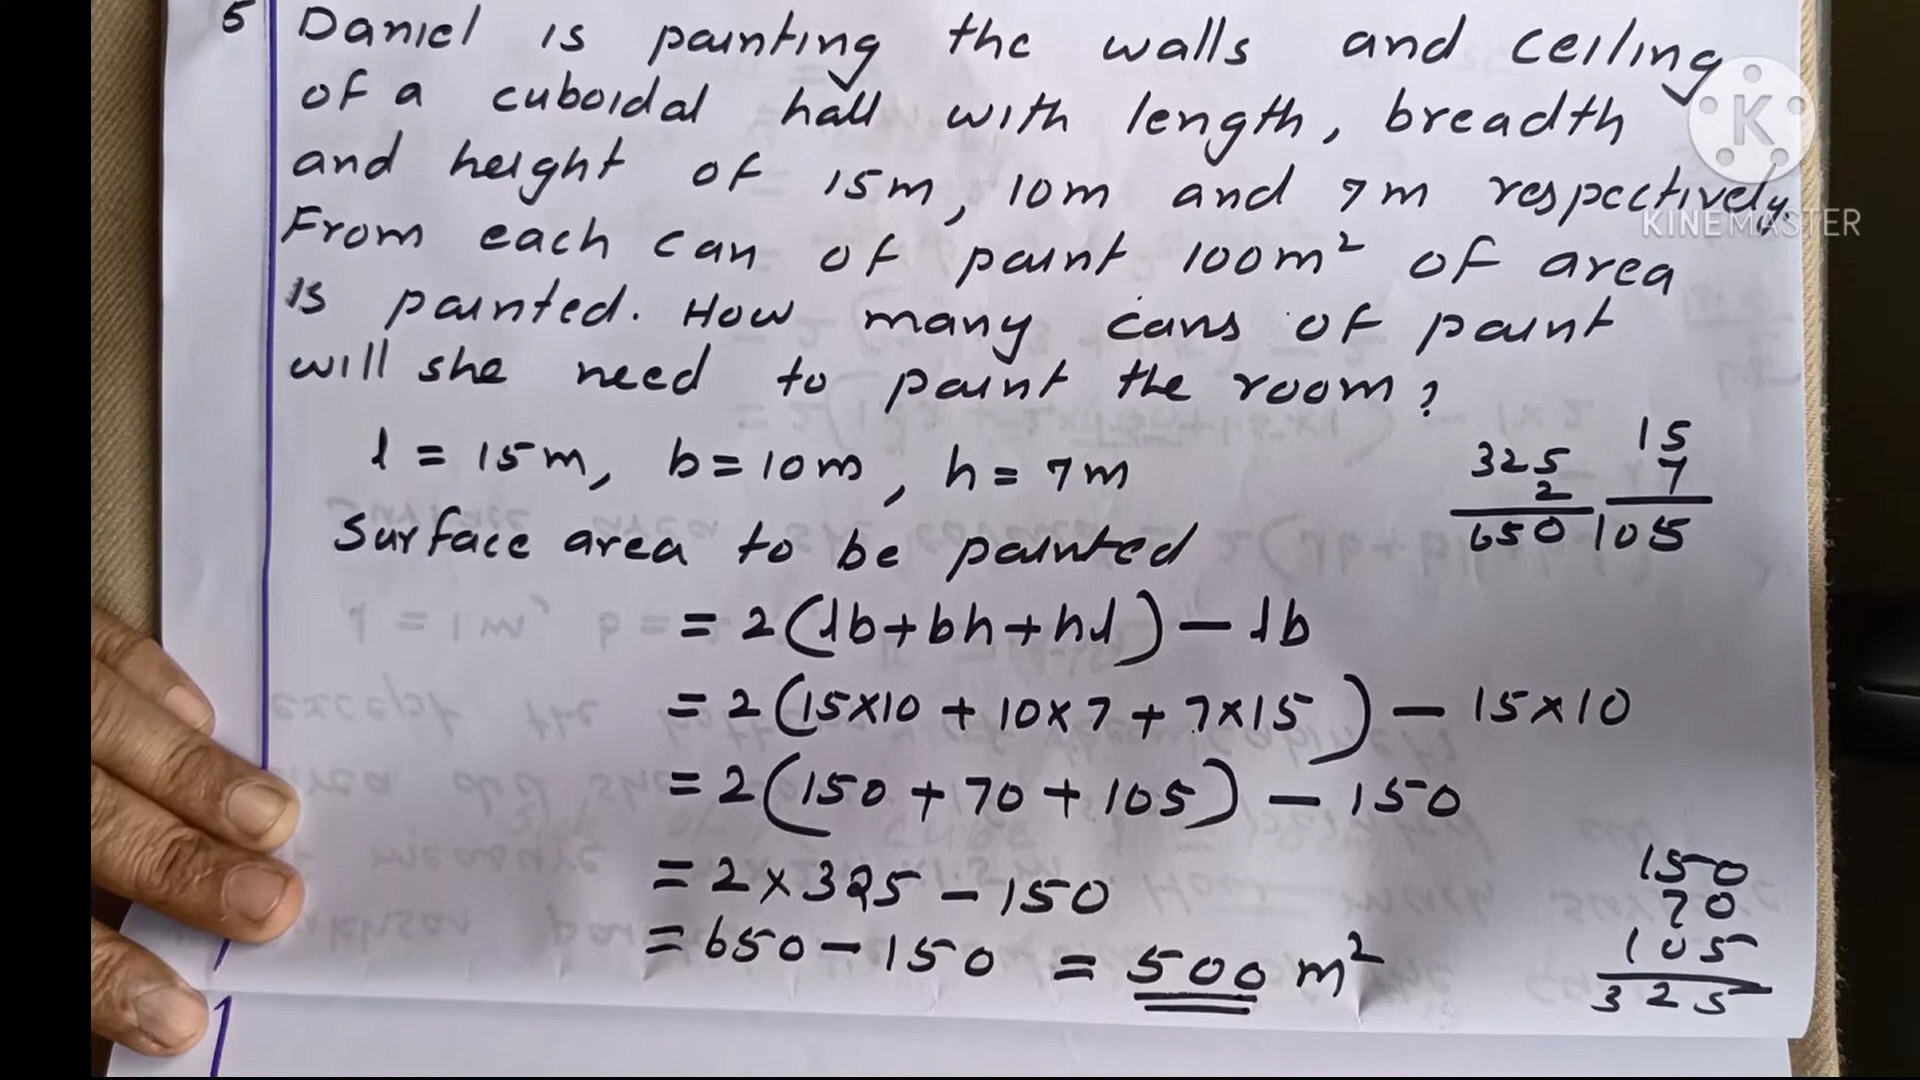 5 Daniel is painting the walls and ceiling
of a cuboidal hall with length, breadth
and height of 15m, 10m and 7m respectively.
From each can of paint 100m² of area
is painted. How many cans of paint
will she need to paint the room?
l = 15m, b = 10m, h = 7m
Surface area to be painted
= 2(lb+bh+hl) - lb
= 2(15×10 + 10×7 + 7×15) - 15×10
= 2(150 + 70 + 105) - 150
= 2×325 - 150
= 650 - 150 = 500 m²
325
2
650
15
7
105
150
70
105
325
K
KINEMASTER